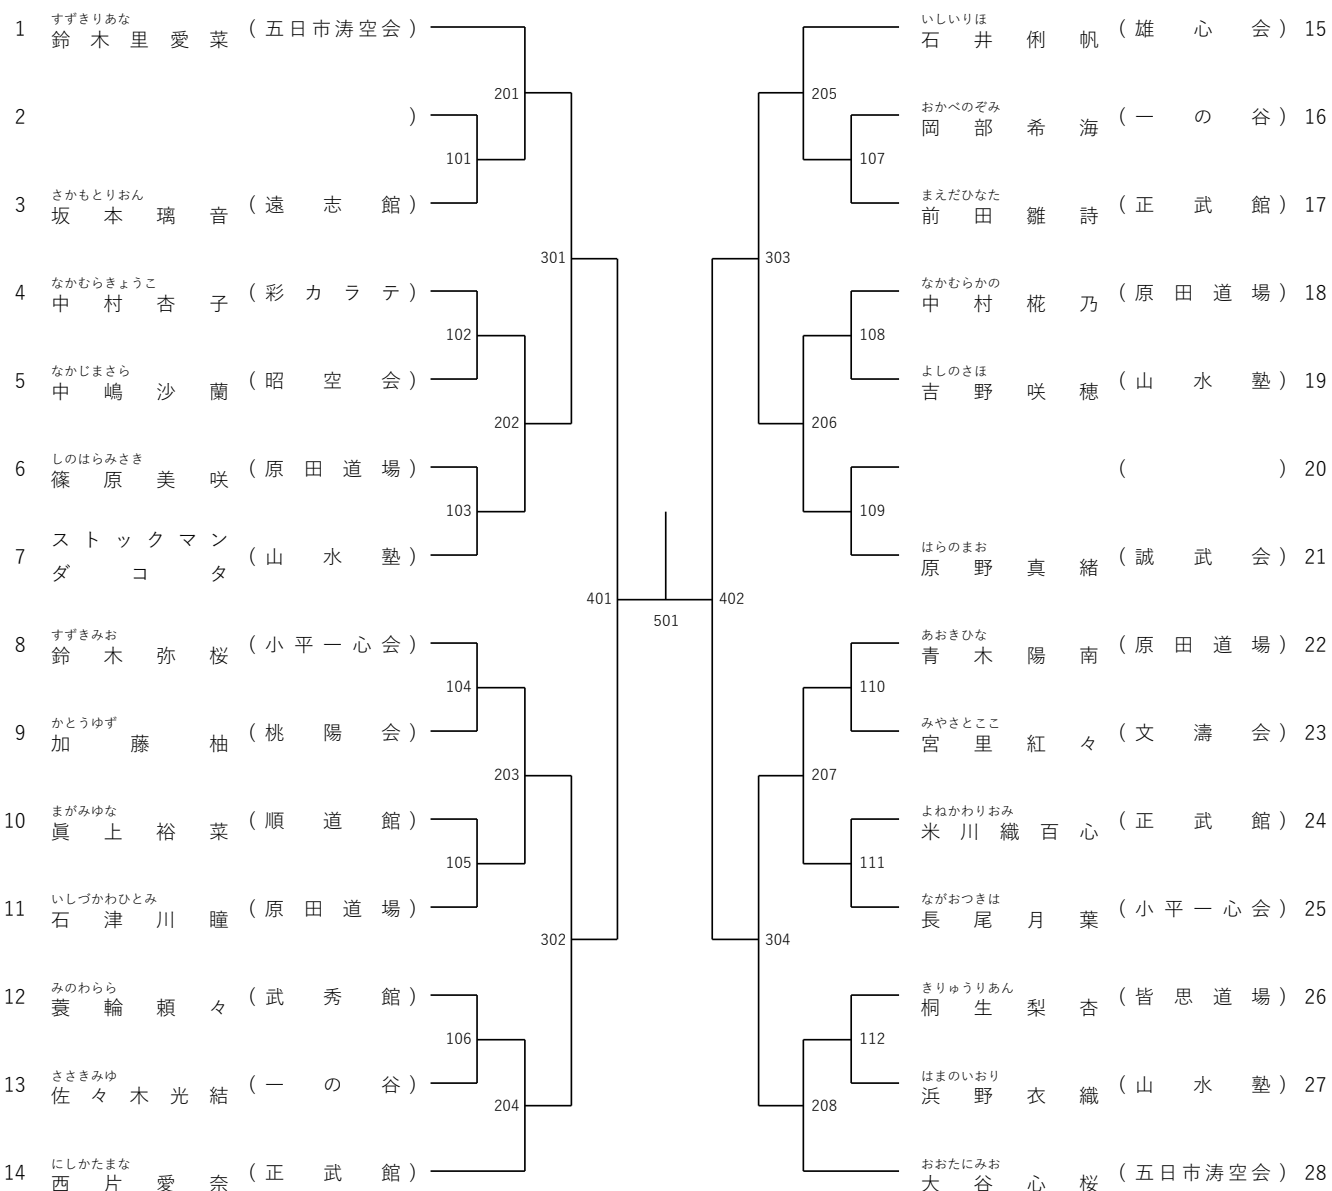 すずきりあな
1 鈴木里愛菜 (五日市涛空会)
2 )
さかもとりおん
3 坂本璃音 (遠志館)
なかむらきょうこ
4 中村杏子 (彩カラテ)
なかじまさら
5 中嶋沙蘭 (昭空会)
しのはらみさき
6 篠原美咲 (原田道場)
ストックマン
7 ダコタ (山水塾)
すずきみお
8 鈴木弥桜 (小平一心会)
かとうゆず
9 加藤柚 (桃陽会)
まがみゆな
10 眞上裕菜 (順道館)
いしづかわひとみ
11 石津川瞳 (原田道場)
みのわらら
12 蓑輪頼々 (武秀館)
ささきみゆ
13 佐々木光結 (一の谷)
にしかたまな
14 西片愛奈 (正武館)
201
101
301
102
202
103
401
104
203
105
302
106
204
501
205
107
303
108
206
109
402
110
207
111
304
112
208
いしいりほ
石井俐帆 (雄心会) 15
おかべのぞみ
岡部希海 (一の谷) 16
まえだひなた
前田雛詩 (正武館) 17
なかむらかの
中村椛乃 (原田道場) 18
よしのさほ
吉野咲穂 (山水塾) 19
( ) 20
はらのまお
原野真緒 (誠武会) 21
あおきひな
青木陽南 (原田道場) 22
みやさとここ
宮里紅々 (文濤会) 23
よねかわりおみ
米川織百心 (正武館) 24
ながおつきは
長尾月葉 (小平一心会) 25
きりゅうりあん
桐生梨杏 (皆思道場) 26
はまのいおり
浜野衣織 (山水塾) 27
おおたにみお
大谷心桜 (五日市涛空会) 28